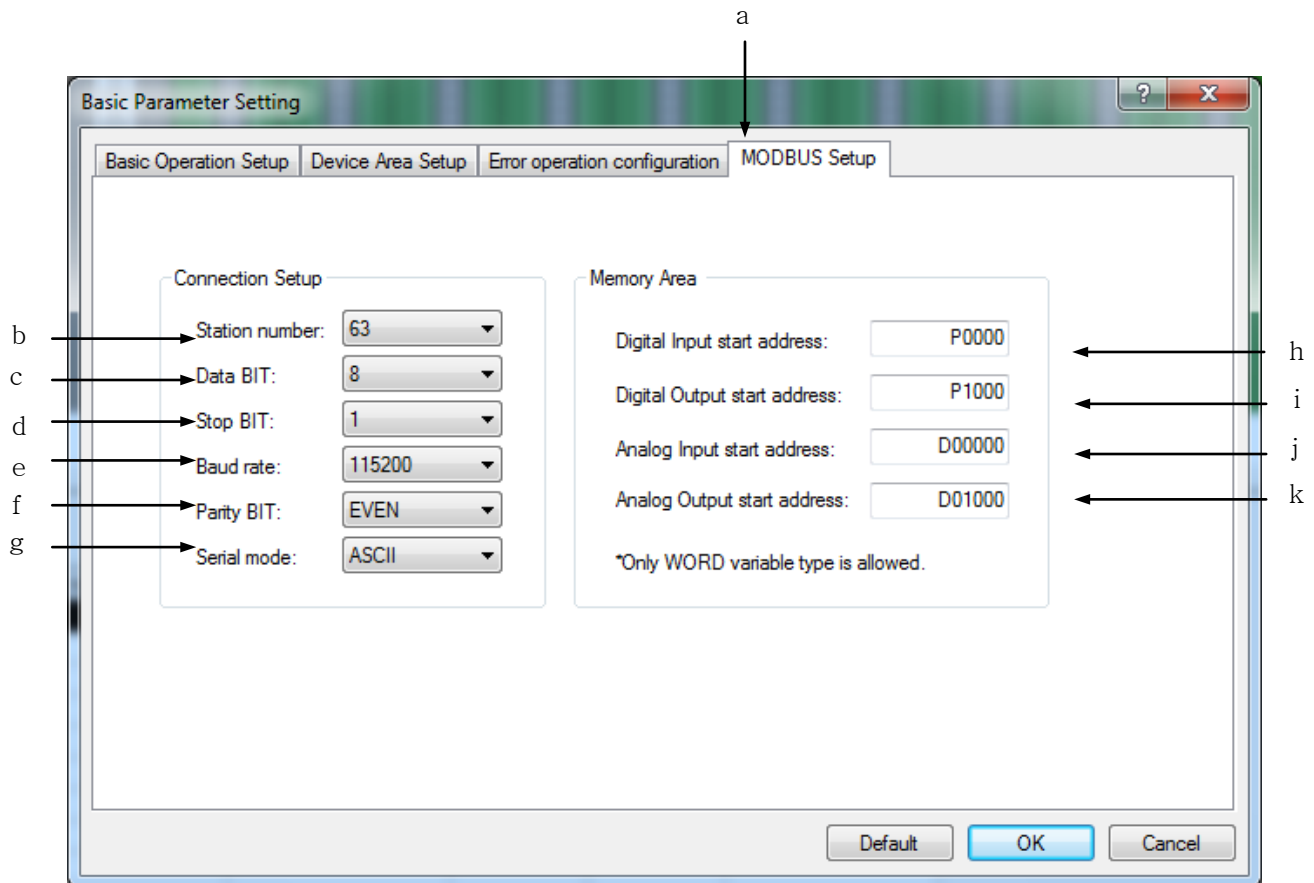 a
Basic Parameter Setting
?
X
Basic Operation Setup
Device Area Setup
Error operation configuration
MODBUS Setup
Connection Setup
b
Station number: 63
c
Data BIT: 8
d
Stop BIT: 1
e
Baud rate: 115200
f
Parity BIT: EVEN
g
Serial mode: ASCII
Memory Area
Digital Input start address: P0000
h
Digital Output start address: P1000
i
Analog Input start address: D00000
j
Analog Output start address: D01000
k
*Only WORD variable type is allowed.
Default
OK
Cancel